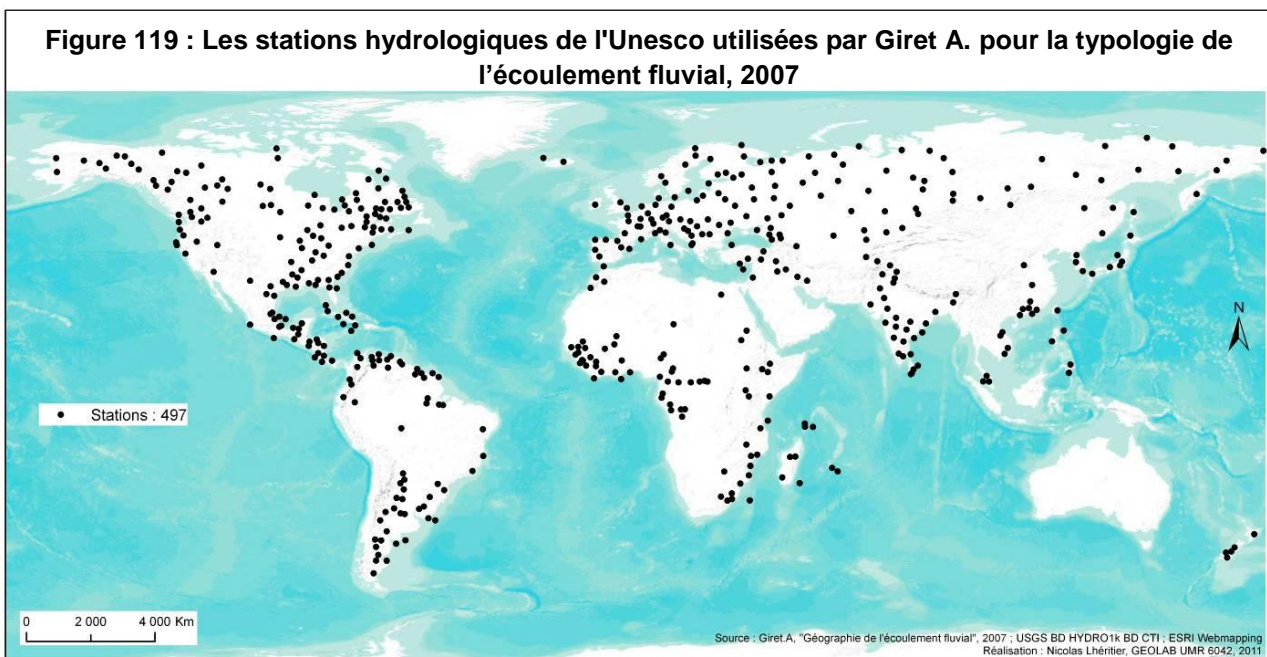 Figure 119 : Les stations hydrologiques de l'Unesco utilisées par Giret A. pour la typologie de
l’écoulement fluvial, 2007
N
Stations : 497
0 2 000 4 000 Km
Source : Giret.A, "Géographie de l'écoulement fluvial", 2007 ; USGS BD HYDRO1k BD CTI ; ESRI Webmapping
Réalisation : Nicolas Lhéritier, GEOLAB UMR 6042, 2011